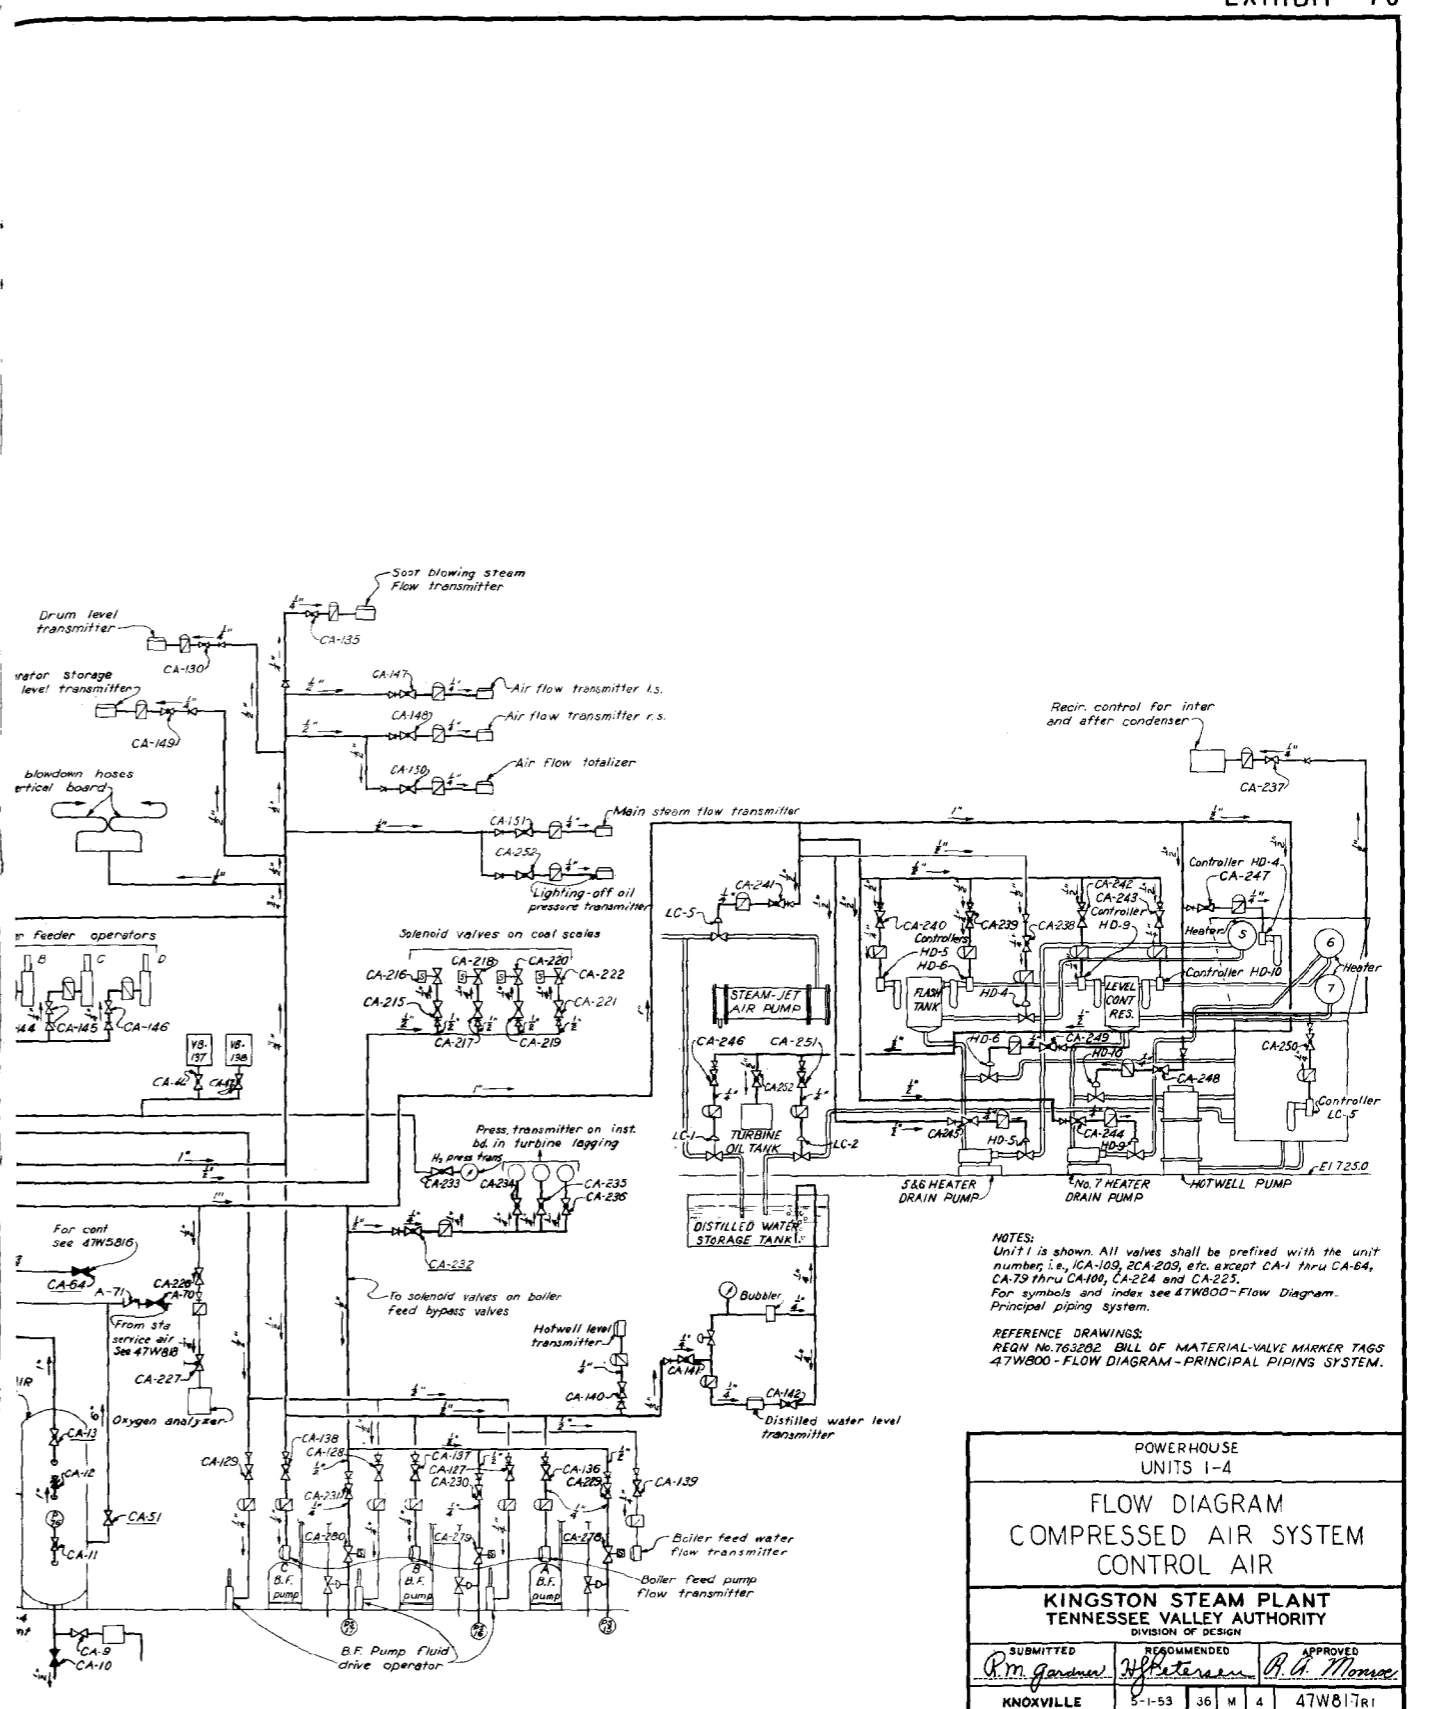 EXHIBIT 70
Soot blowing steam
Flow transmitter
Drum level
transmitter
CA-135
CA-130
rator storage
level transmitter
CA-149
CA-147
Air flow transmitter l.s.
CA-148
Air flow transmitter r.s.
CA-150
Air flow totalizer
Recir. control for inter
and after condenser
CA-237
blowdown hoses
ertical board
CA-151
Main steam flow transmitter
CA-252
Lighting-off oil
pressure transmitter
1"
Controller HD-4
CA-247
CA-241
LC-5
CA-242
CA-243
Controller
HD-9
CA-240
Controllers
HD-5
HD-6
CA-239
CA-238
Heater
5
6
7
Heater
Controller HD-10
r feeder operators
B C D
Solenoid valves on coal scales
CA-216
CA-218
CA-220
CA-222
CA-215
CA-221
CA-217
CA-219
144
CA-145
CA-146
VB-
137
VB-
138
STEAM-JET
AIR PUMP
FLASH
TANK
HD-4
LEVEL
CONT
RES.
CA-246
CA-251
HD-6
CA-249
HD-10
CA-250
CA-252
CA-248
Controller
LC-5
TURBINE
OIL TANK
LC-1
LC-2
CA-245
HD-5
CA-244
HD-9
El 725.0
5&6 HEATER
DRAIN PUMP
No. 7 HEATER
DRAIN PUMP
HOTWELL PUMP
Press. transmitter on inst.
bd. in turbine lagging
H₂ press trans
CA-233
CA-234
CA-235
CA-236
CA-232
DISTILLED WATER
STORAGE TANK
For cont
see 47W5816
CA-64
A-71
CA-226
A-70
From sta
service air
See 47W818
CA-227
Oxygen analyzer
To solenoid valves on boiler
feed bypass valves
Hotwell level
transmitter
CA-140
Bubbler
CA-141
CA-142
Distilled water level
transmitter
NOTES:
Unit 1 is shown. All valves shall be prefixed with the unit
number, i.e., 1CA-109, 2CA-209, etc. except CA-1 thru CA-64,
CA-79 thru CA-100, CA-224 and CA-225.
For symbols and index see 47W800-Flow Diagram-
Principal piping system.
REFERENCE DRAWINGS:
REQN No. 763282 BILL OF MATERIAL-VALVE MARKER TAGS
47W800-FLOW DIAGRAM-PRINCIPAL PIPING SYSTEM.
AIR
CA-13
CA-12
CA-11
6"
CA-51
CA-9
CA-10
CA-129
CA-138
CA-128
CA-231
CA-137
CA-127
CA-230
CA-136
CA-229
CA-139
CA-280
CA-279
CA-278
C
B.F.
pump
B
B.F.
pump
A
B.F.
pump
Boiler feed water
flow transmitter
Boiler feed pump
flow transmitter
B.F. Pump fluid
drive operator
POWERHOUSE
UNITS 1-4
FLOW DIAGRAM
COMPRESSED AIR SYSTEM
CONTROL AIR
KINGSTON STEAM PLANT
TENNESSEE VALLEY AUTHORITY
DIVISION OF DESIGN
SUBMITTED RECOMMENDED APPROVED
R.M. Gardner H.J. Petersen R.A. Monroe
KNOXVILLE 5-1-53 36 M 4 47W817R1